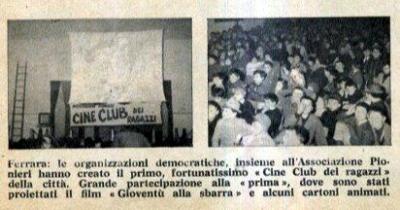 CINE CLUB DEI
RAGAZZI
Ferrara: le organizzazioni democratiche, insieme all'Associazione Pio-
nieri hanno creato il primo, fortunatissimo «Cine Club dei ragazzi»
della città. Grande partecipazione alla «prima», dove sono stati
proiettati il film «Gioventù alla sbarra» e alcuni cartoni animati.